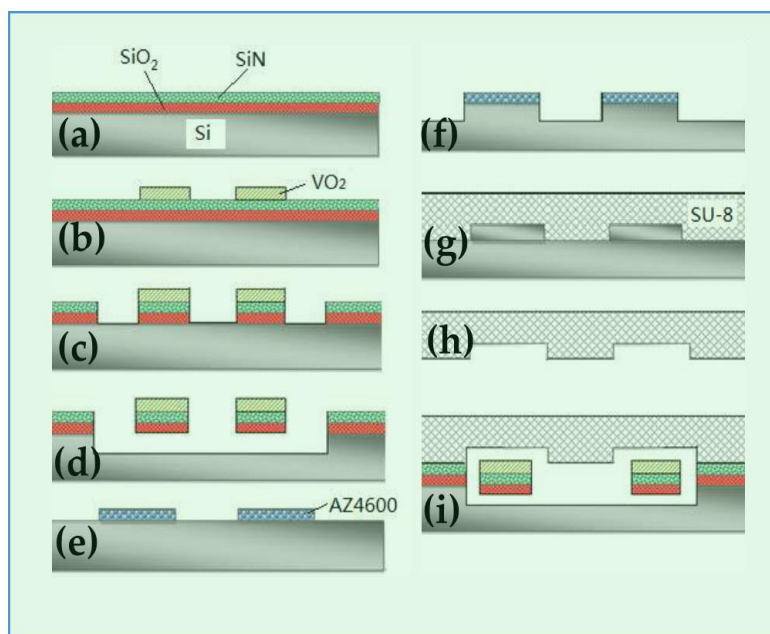 SiO₂
SiN
(a)
Si
VO₂
(b)
(c)
(d)
AZ4600
(e)
(f)
SU-8
(g)
(h)
(i)